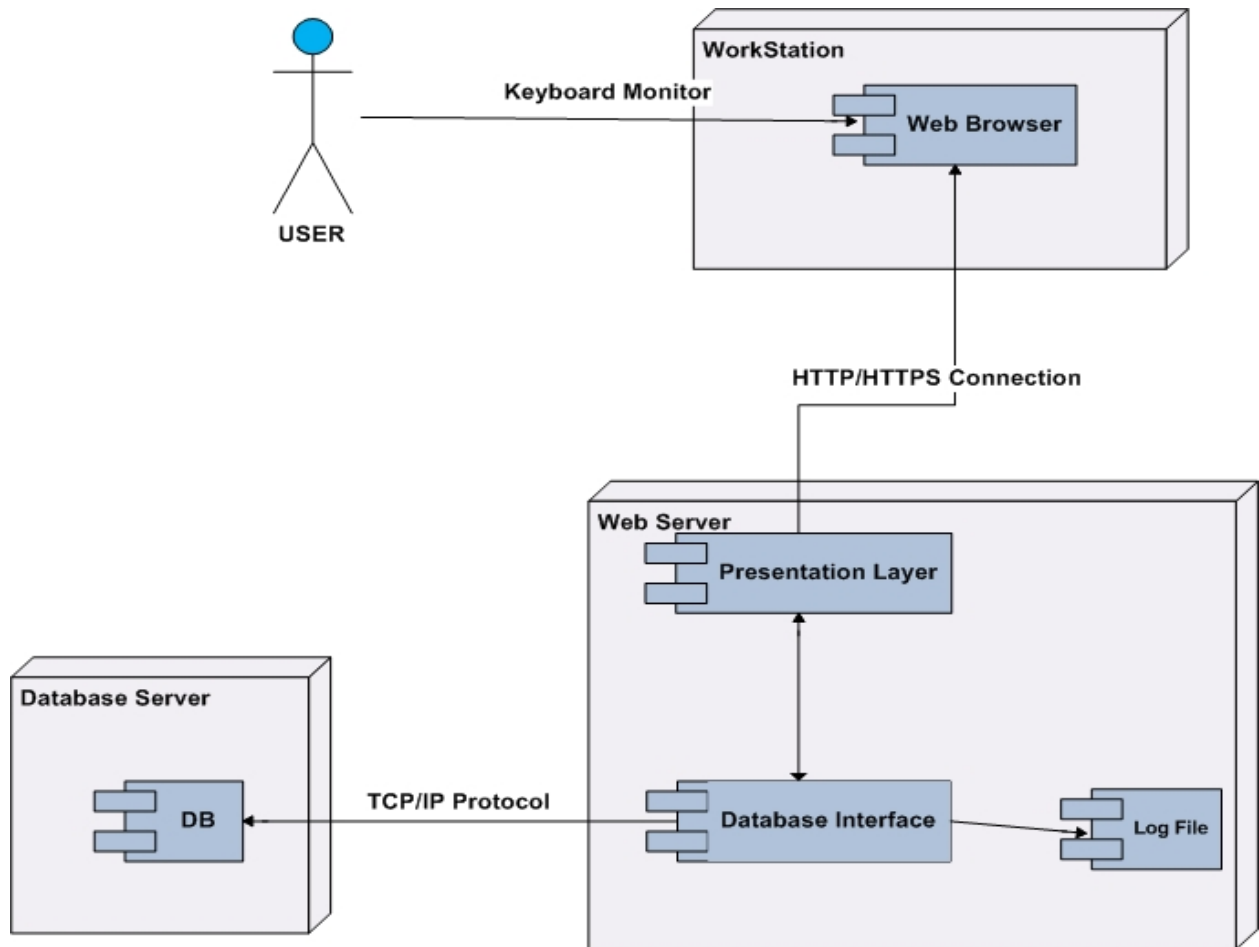 WorkStation
Keyboard Monitor
Web Browser
USER
HTTP/HTTPS Connection
Web Server
Presentation Layer
Database Server
TCP/IP Protocol
DB
Database Interface
Log File